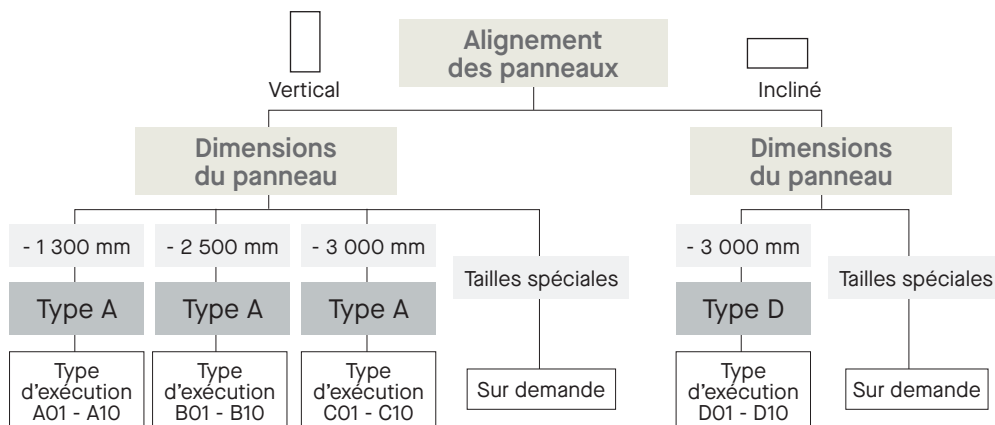 Alignement
des panneaux
Vertical
Incliné
Dimensions
du panneau
Dimensions
du panneau
- 1 300 mm
- 2 500 mm
- 3 000 mm
Tailles spéciales
- 3 000 mm
Tailles spéciales
Type A
Type A
Type A
Type D
Type
d'exécution
A01 - A10
Type
d'exécution
B01 - B10
Type
d'exécution
C01 - C10
Sur demande
Type
d'exécution
D01 - D10
Sur demande